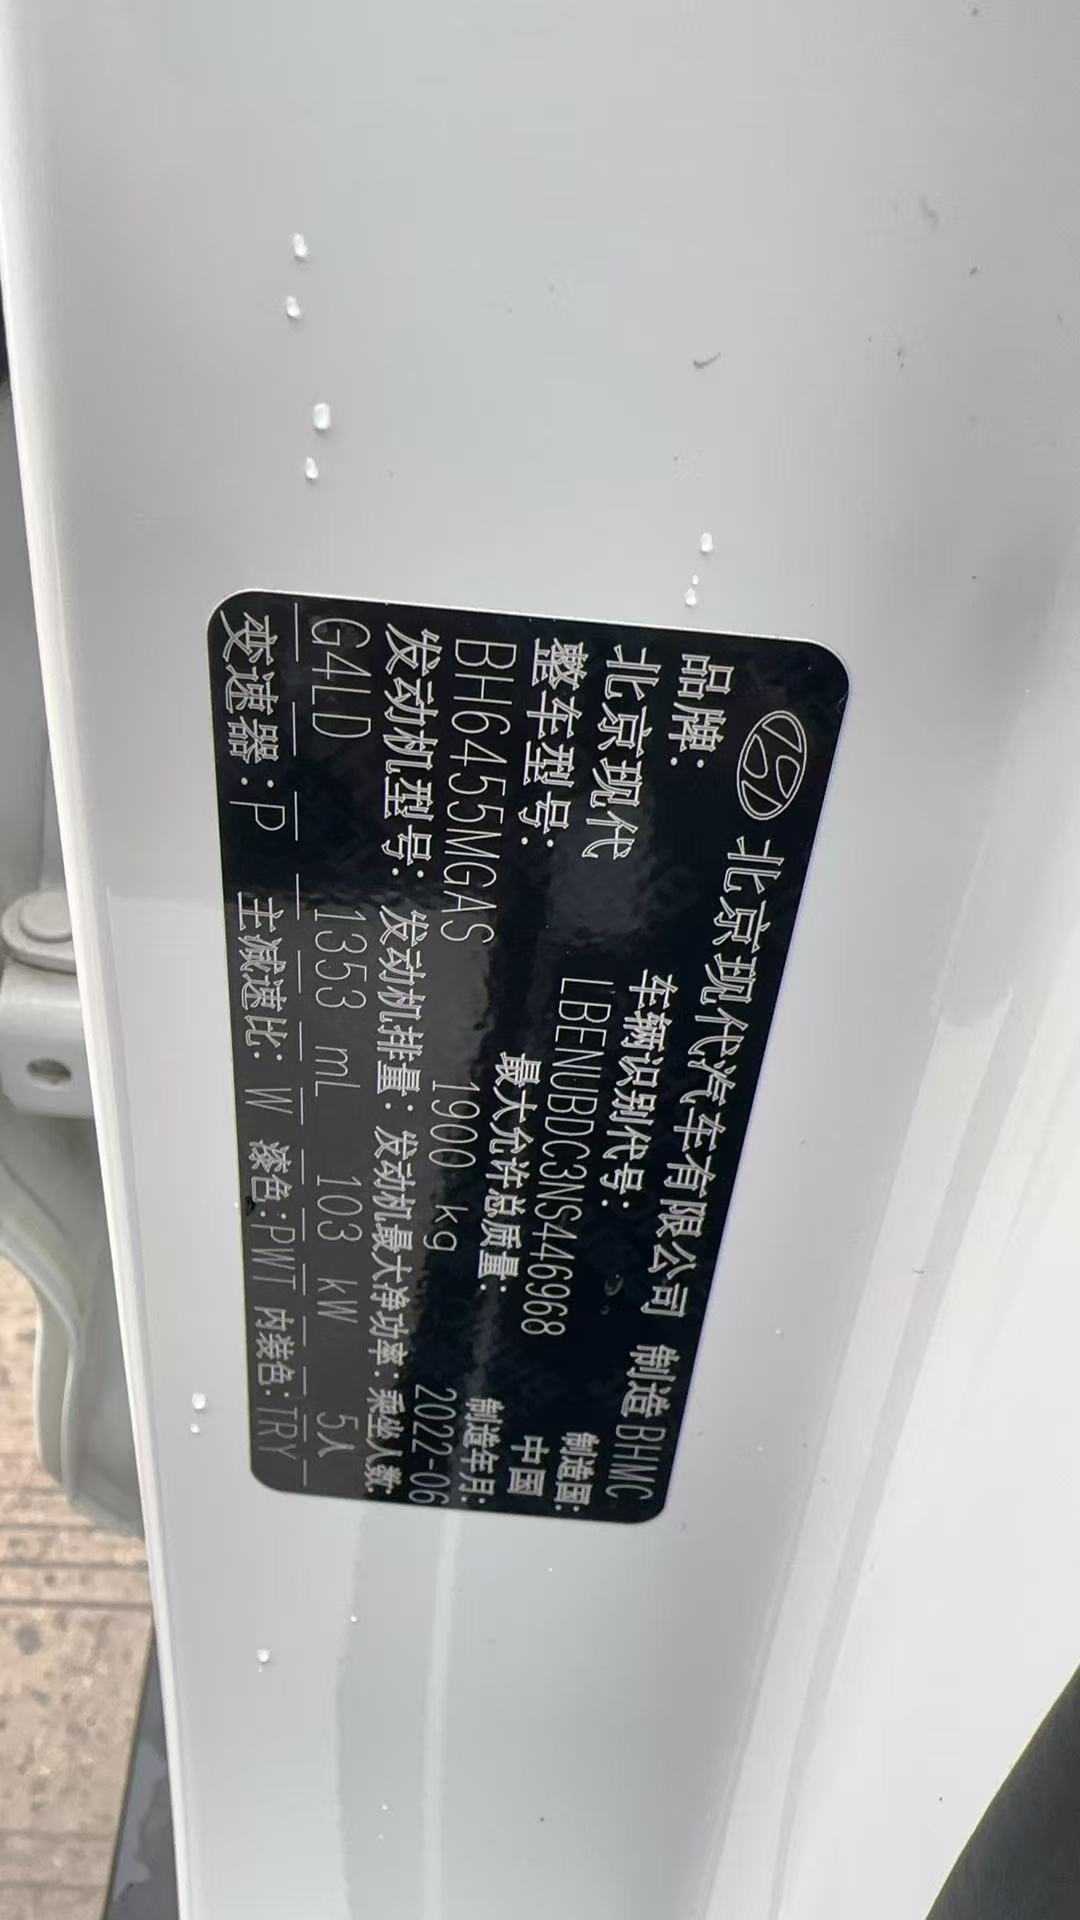 北京现代汽车有限公司 制造 BHMC
品牌: 车辆识别代号: 制造国:
北京现代 LBENUBDC3NS446968 中国
整车型号: 最大允许总质量: 制造年月:
BH6455MGAS 1900 kg 2022-06
发动机型号: 发动机排量: 发动机最大净功率: 乘坐人数:
G4LD 1353 mL 103 kW 5人
变速器: P 主减速比: W 漆色: PWT 内装色: TRY